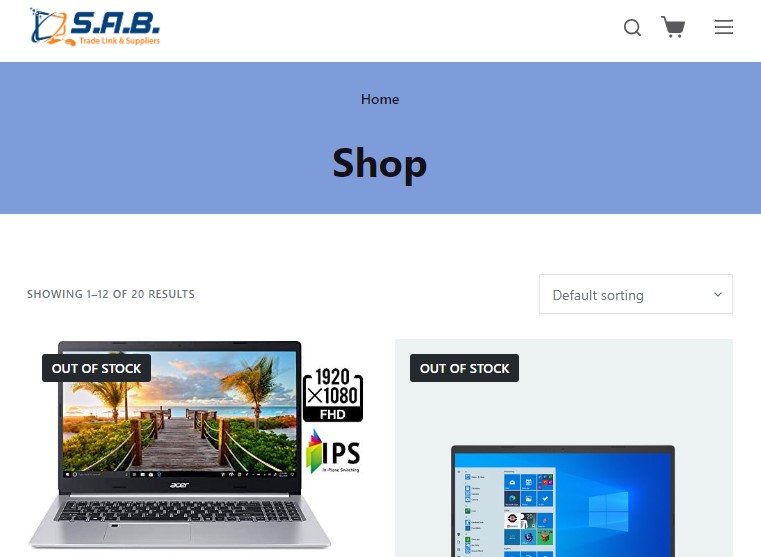 S.A.B.
Trade Link & Suppliers
Home
Shop
SHOWING 1–12 OF 20 RESULTS
Default sorting
OUT OF STOCK
1920
×1080
FHD
IPS
In-Plane Switching
acer
OUT OF STOCK